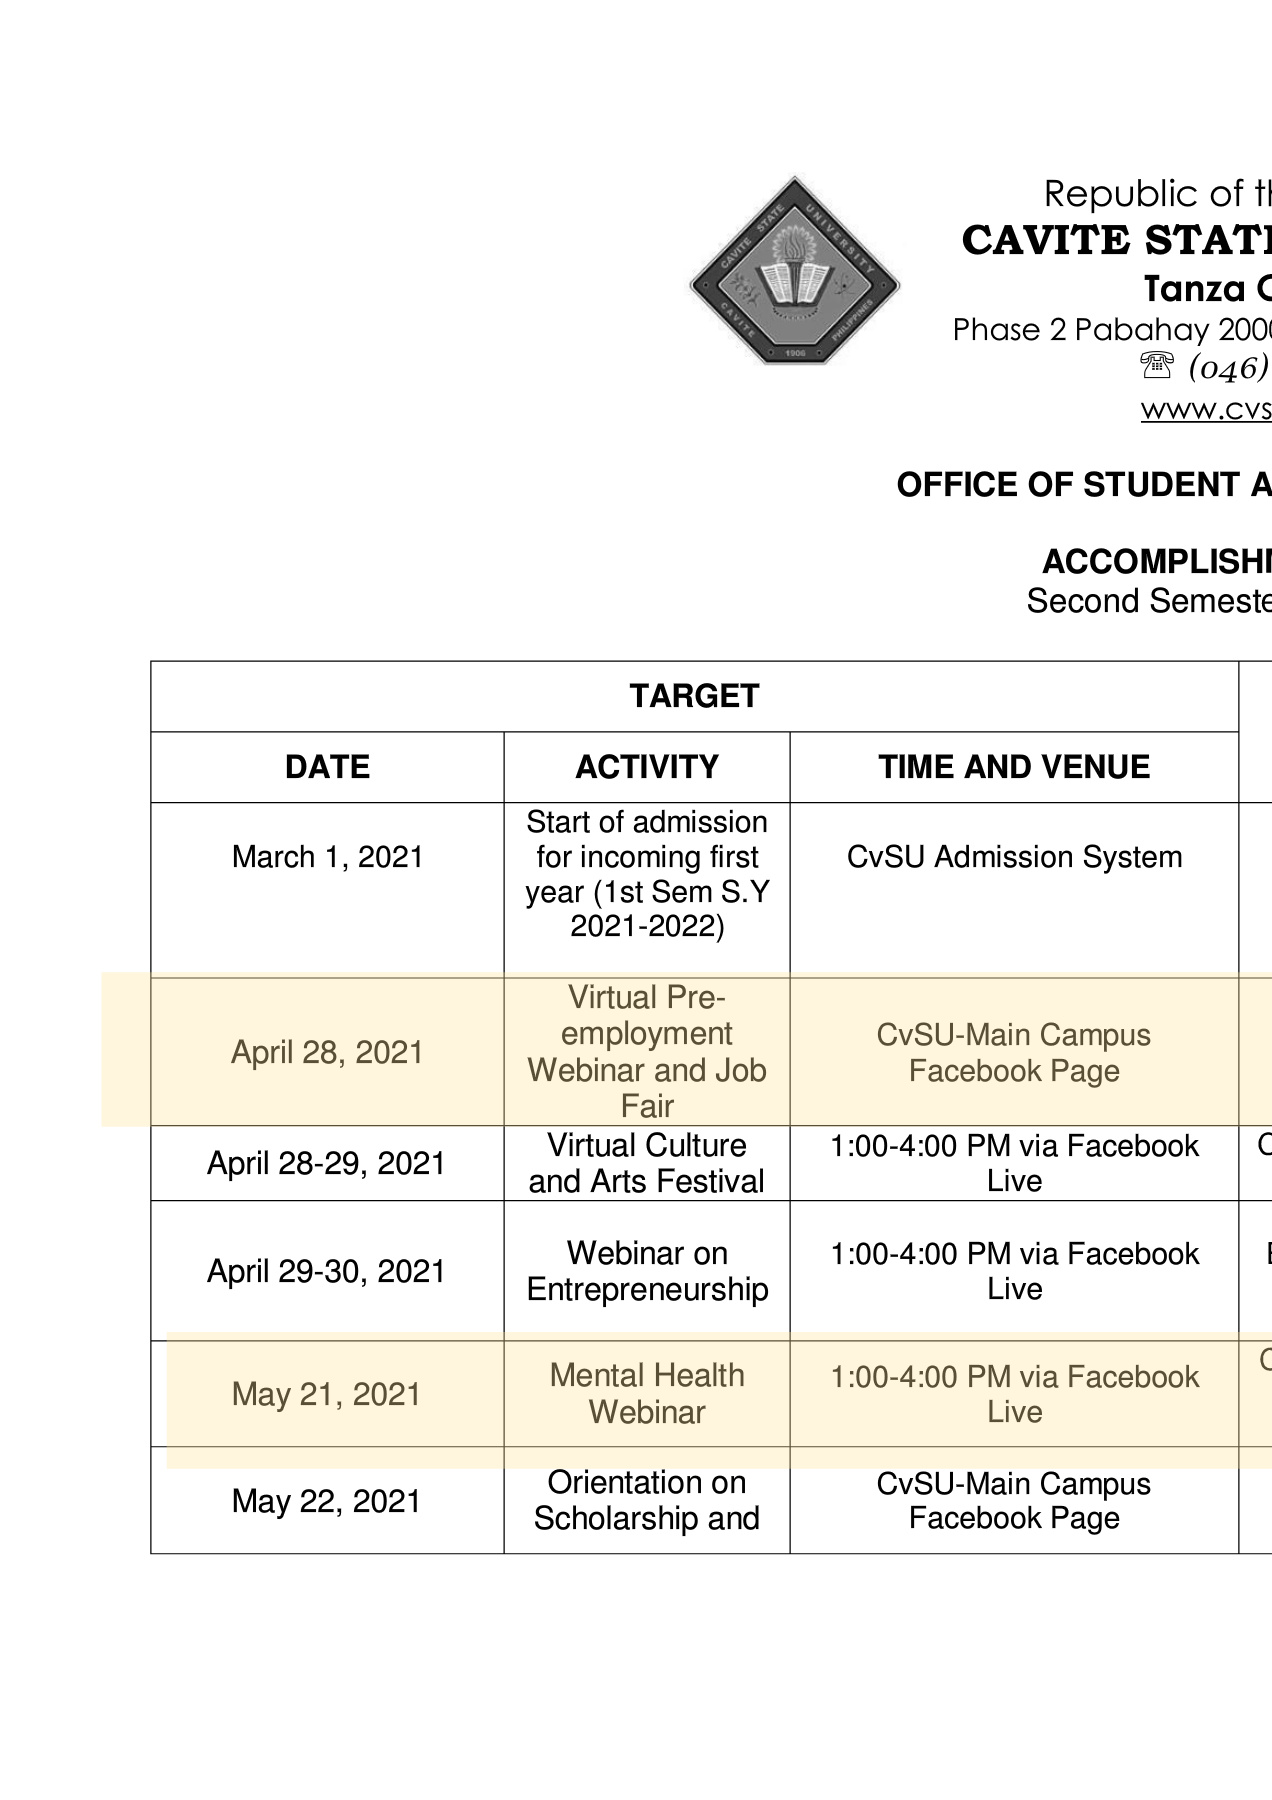 CAVITE STATE UNIVERSITY
CAVITE
PHILIPPINES
1906
Republic of th
CAVITE STATE
Tanza C
Phase 2 Pabahay 2000
☏ (046)
www.cvs
OFFICE OF STUDENT A
ACCOMPLISHM
Second Semeste
TARGET
DATE ACTIVITY TIME AND VENUE
Start of admission
March 1, 2021 for incoming first CvSU Admission System
year (1st Sem S.Y
2021-2022)
Virtual Pre-
employment
April 28, 2021 Webinar and Job
Fair
CvSU-Main Campus
Facebook Page
April 28-29, 2021
Virtual Culture
and Arts Festival
1:00-4:00 PM via Facebook
Live
April 29-30, 2021
Webinar on
Entrepreneurship
1:00-4:00 PM via Facebook
Live
May 21, 2021
Mental Health
Webinar
1:00-4:00 PM via Facebook
Live
May 22, 2021
Orientation on
Scholarship and
CvSU-Main Campus
Facebook Page